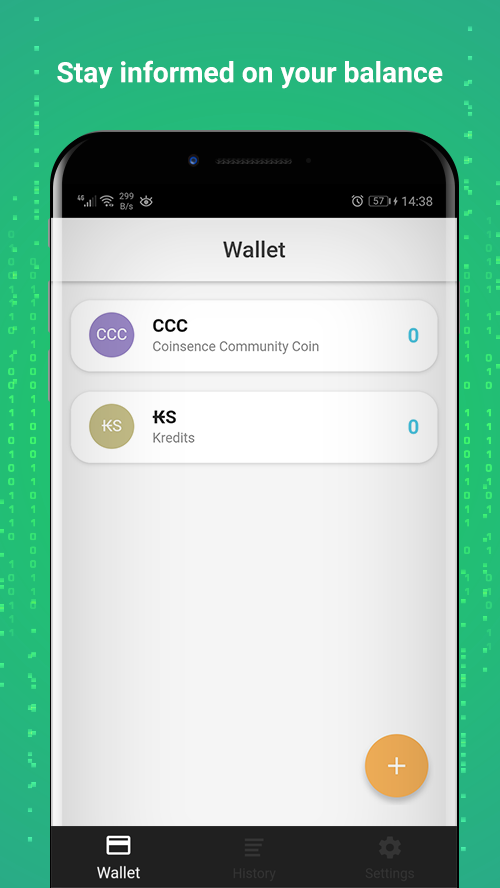 Stay informed on your balance
4G 299 B/s 57 14:38
Wallet
CCC CCC 0
Coinsence Community Coin
₭S ₭S 0
Kredits
+
Wallet History Settings